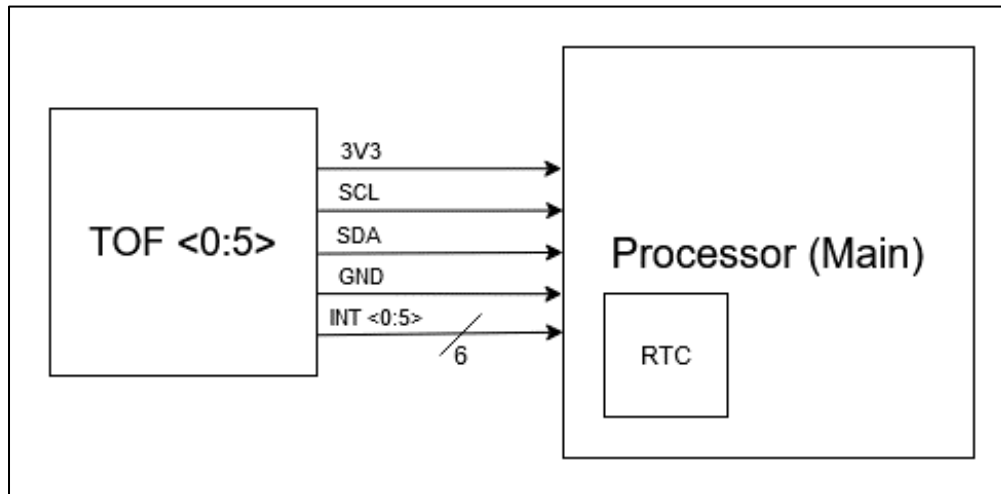 3V3
SCL
TOF <0:5>
SDA
Processor (Main)
GND
INT <0:5>
6
RTC